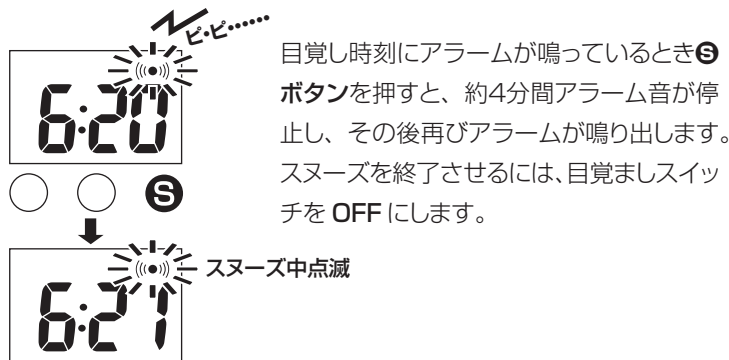 ピ・ピ……
6:20
S
目覚し時刻にアラームが鳴っているときS
ボタンを押すと、約4分間アラーム音が停
止し、その後再びアラームが鳴り出します。
スヌーズを終了させるには、目覚ましスイッ
チを OFF にします。
スヌーズ中点滅
6:21